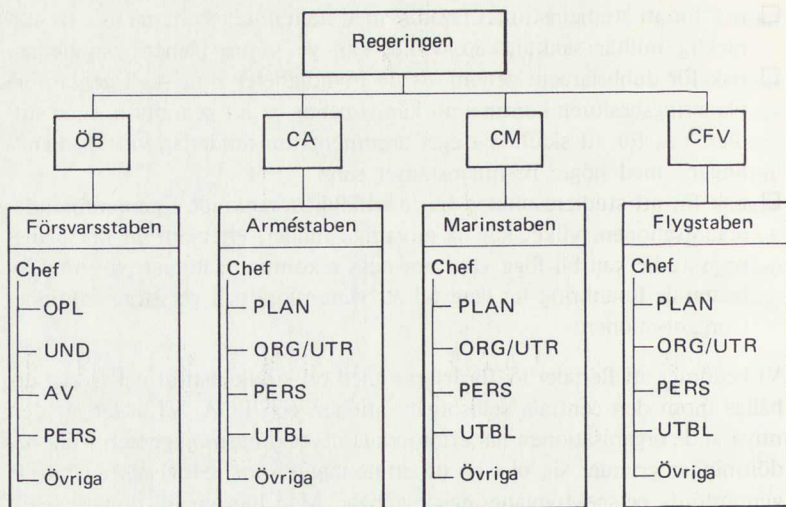 Regeringen
ÖB
CA
CM
CFV
Försvarsstaben
Chef
OPL
UND
AV
PERS
Övriga
Arméstaben
Chef
PLAN
ORG/UTR
PERS
UTBL
Övriga
Marinstaben
Chef
PLAN
ORG/UTR
PERS
UTBL
Övriga
Flygstaben
Chef
PLAN
ORG/UTR
PERS
UTBL
Övriga